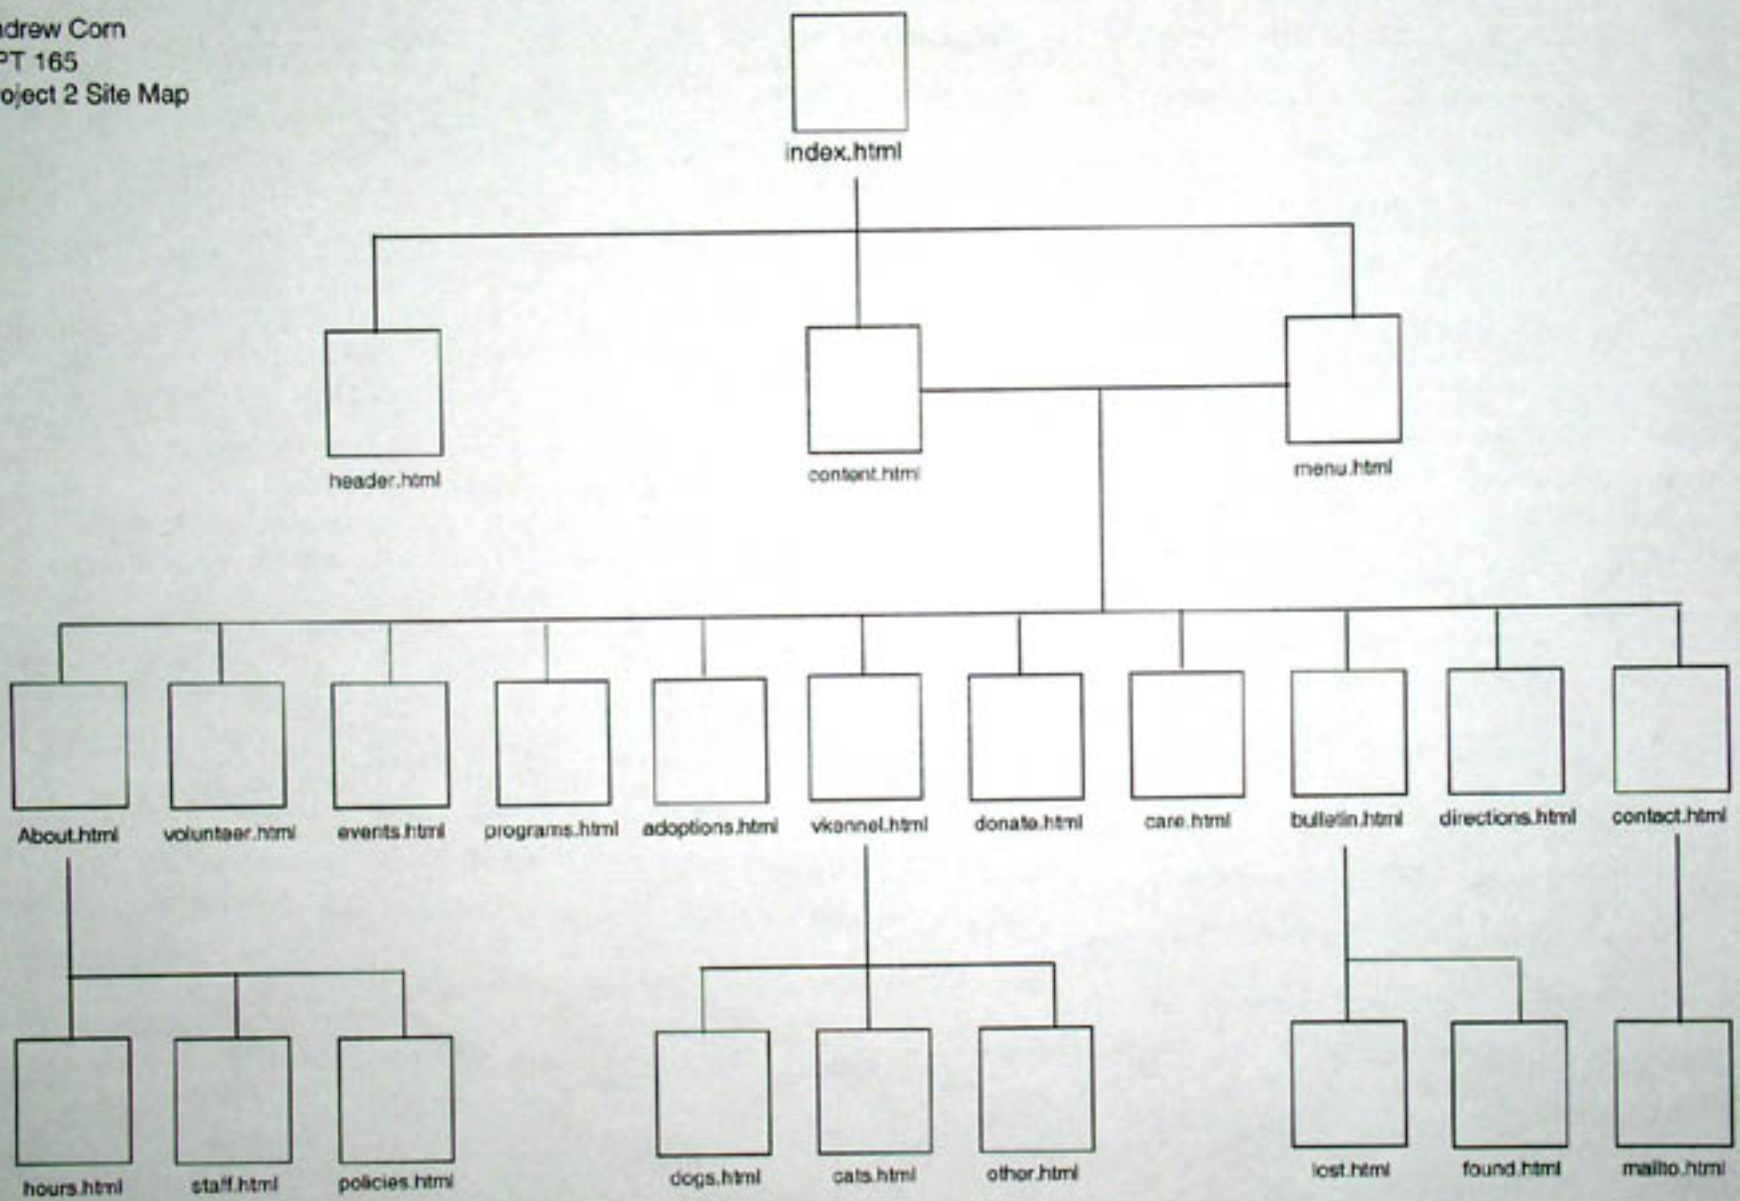 ndrew Corn
PT 165
oject 2 Site Map
index.html
header.html
content.html
menu.html
About.html
volunteer.html
events.html
programs.html
adoptions.html
vkennel.html
donate.html
care.html
bulletin.html
directions.html
contact.html
hours.html
staff.html
policies.html
dogs.html
cats.html
other.html
lost.html
found.html
mailto.html